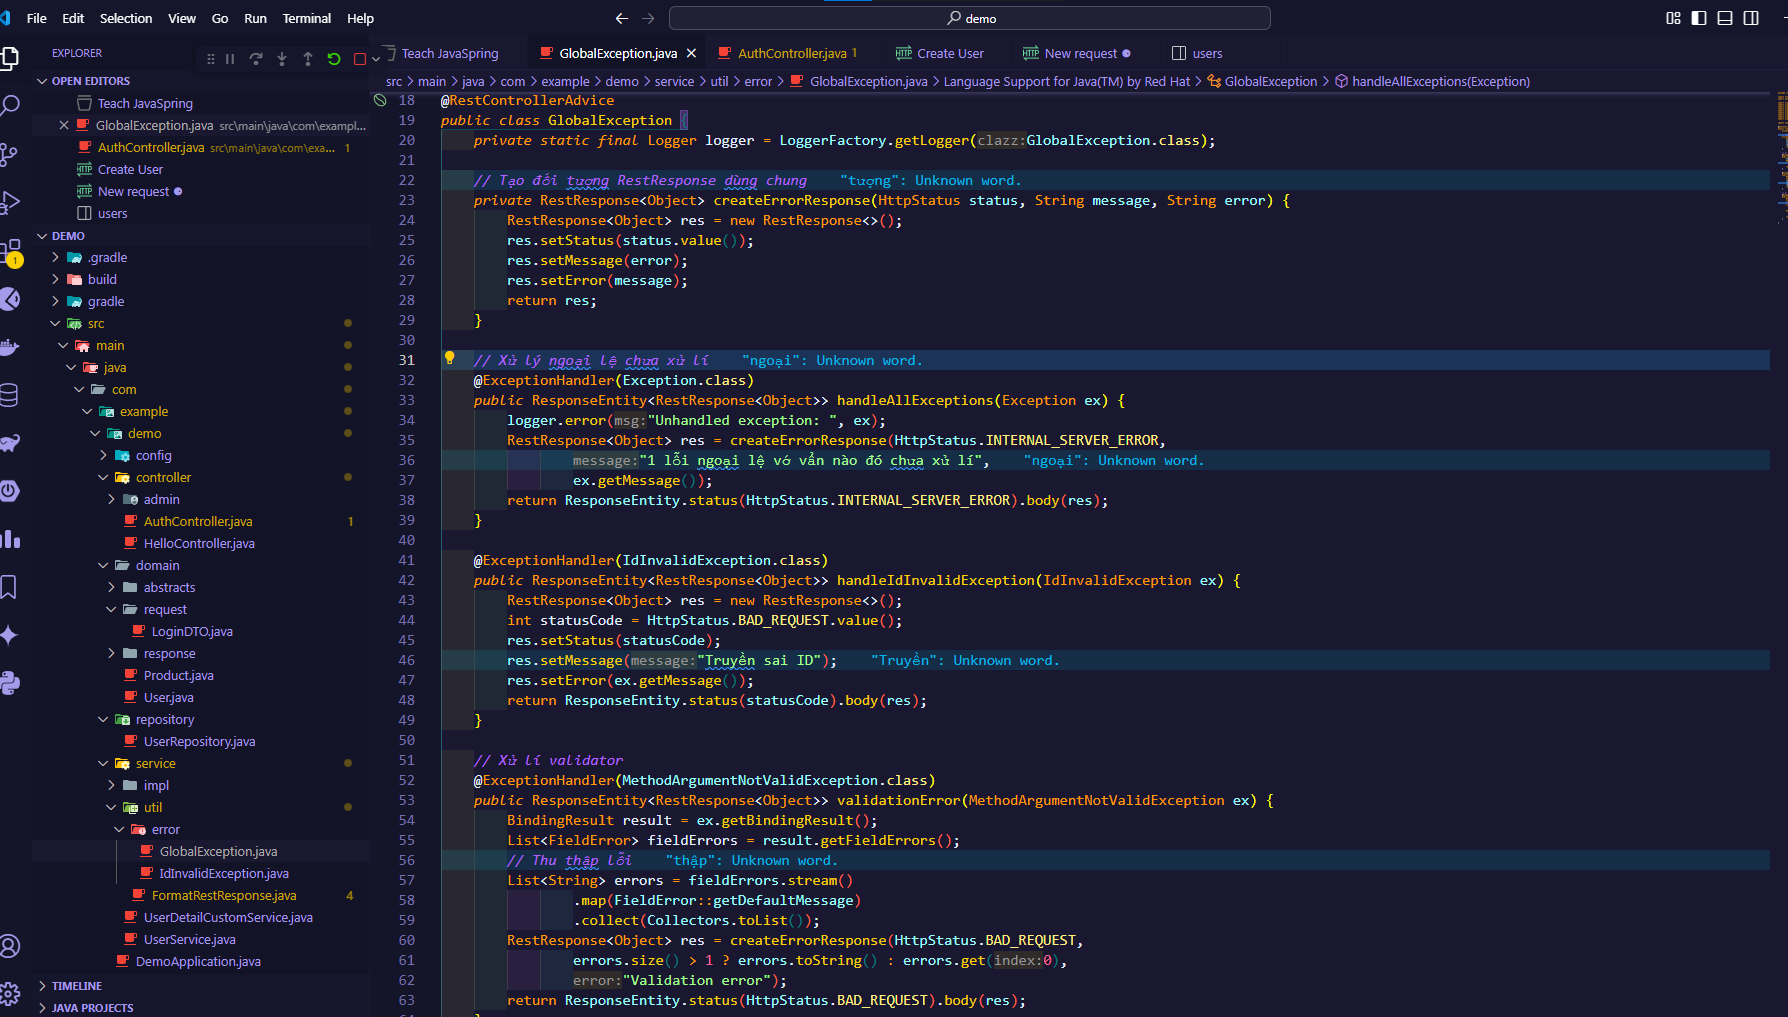 File Edit Selection View Go Run Terminal Help
demo
EXPLORER
OPEN EDITORS
Teach JavaSpring
GlobalException.java src\main\java\com\exampl...
AuthController.java src\main\java\com\exa... 1
Create User
New request
users
DEMO
.gradle
build
gradle
src
main
java
com
example
demo
config
controller
admin
AuthController.java 1
HelloController.java
domain
abstracts
request
LoginDTO.java
response
Product.java
User.java
repository
UserRepository.java
service
impl
util
error
GlobalException.java
IdInvalidException.java
FormatRestResponse.java 4
UserDetailCustomService.java
UserService.java
DemoApplication.java
TIMELINE
JAVA PROJECTS
1
Teach JavaSpring GlobalException.java AuthController.java 1 HTTP Create User HTTP New request users
src > main > java > com > example > demo > service > util > error > GlobalException.java > Language Support for Java(TM) by Red Hat > GlobalException > handleAllExceptions(Exception)
18 @RestControllerAdvice
19 public class GlobalException {
20 private static final Logger logger = LoggerFactory.getLogger(clazz:GlobalException.class);
21
22 // Tạo đối tượng RestResponse dùng chung "tượng": Unknown word.
23 private RestResponse<Object> createErrorResponse(HttpStatus status, String message, String error) {
24 RestResponse<Object> res = new RestResponse<>();
25 res.setStatus(status.value());
26 res.setMessage(error);
27 res.setError(message);
28 return res;
29 }
30
31 // Xử lý ngoại lệ chưa xử lí "ngoại": Unknown word.
32 @ExceptionHandler(Exception.class)
33 public ResponseEntity<RestResponse<Object>> handleAllExceptions(Exception ex) {
34 logger.error(msg:"Unhandled exception: ", ex);
35 RestResponse<Object> res = createErrorResponse(HttpStatus.INTERNAL_SERVER_ERROR,
36 message:"1 lỗi ngoại lệ vớ vẩn nào đó chưa xử lí", "ngoại": Unknown word.
37 ex.getMessage());
38 return ResponseEntity.status(HttpStatus.INTERNAL_SERVER_ERROR).body(res);
39 }
40
41 @ExceptionHandler(IdInvalidException.class)
42 public ResponseEntity<RestResponse<Object>> handleIdInvalidException(IdInvalidException ex) {
43 RestResponse<Object> res = new RestResponse<>();
44 int statusCode = HttpStatus.BAD_REQUEST.value();
45 res.setStatus(statusCode);
46 res.setMessage(message:"Truyền sai ID"); "Truyền": Unknown word.
47 res.setError(ex.getMessage());
48 return ResponseEntity.status(statusCode).body(res);
49 }
50
51 // Xử lí validator
52 @ExceptionHandler(MethodArgumentNotValidException.class)
53 public ResponseEntity<RestResponse<Object>> validationError(MethodArgumentNotValidException ex) {
54 BindingResult result = ex.getBindingResult();
55 List<FieldError> fieldErrors = result.getFieldErrors();
56 // Thu thập lỗi "thập": Unknown word.
57 List<String> errors = fieldErrors.stream()
58 .map(FieldError::getDefaultMessage)
59 .collect(Collectors.toList());
60 RestResponse<Object> res = createErrorResponse(HttpStatus.BAD_REQUEST,
61 errors.size() > 1 ? errors.toString() : errors.get(index:0),
62 error:"Validation error");
63 return ResponseEntity.status(HttpStatus.BAD_REQUEST).body(res);